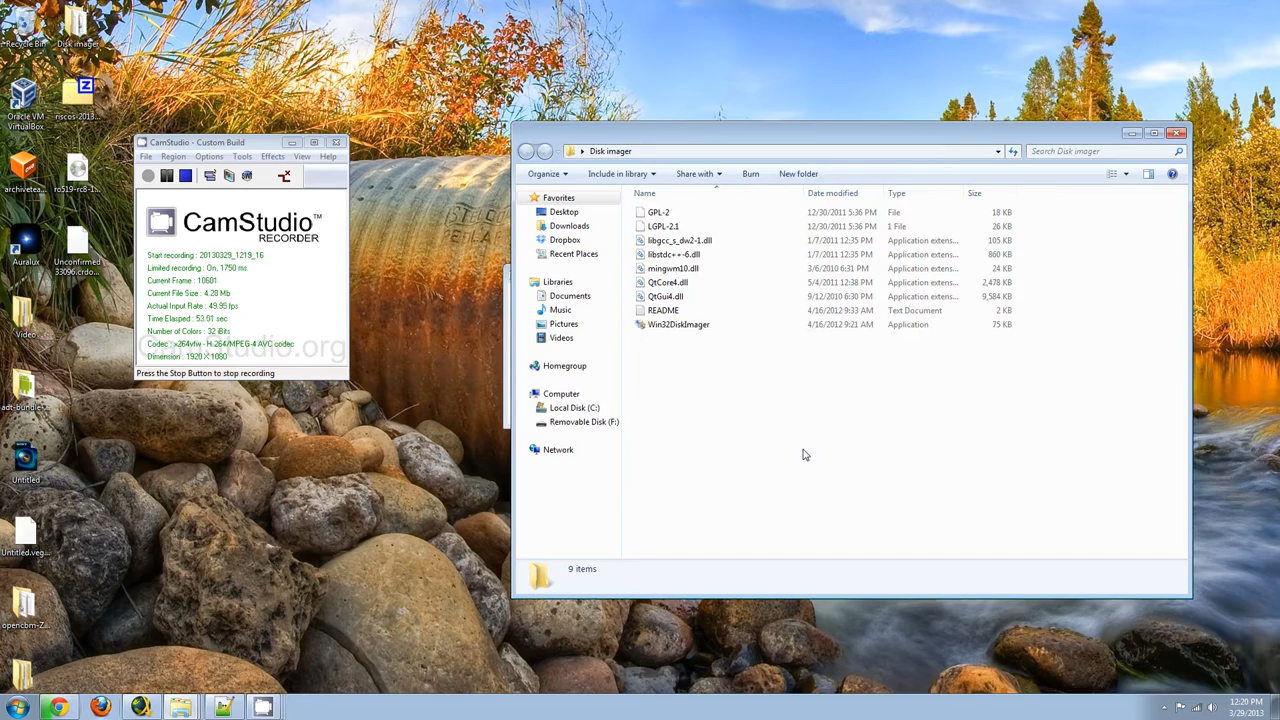 Recycle Bin
Disk imager
Oracle VM
VirtualBox
riscos-2013...
archivetea...
ro519-rc8-1...
Auralux
Unconfirmed
33096.crdo...
Video
adt-bundle-...
Untitled
Untitled.veg...
opencbm-Z...
CamStudio - Custom Build
File Region Options Tools Effects View Help
CamStudio™
RECORDER
Start recording : 20130329_1219_16
Limited recording : On, 1750 ms.
Current Frame : 10601
Current File Size : 4.28 Mb
Actual Input Rate : 49.95 fps
Time Elapsed : 53.01 sec
Number of Colors : 32 Bits
Codec : x264vfw - H.264/MPEG-4 AVC codec
Dimension : 1920 X 1080
CamStudio.org
Press the Stop Button to stop recording
Disk imager
Search Disk imager
Organize Include in library Share with Burn New folder
Favorites
Desktop
Downloads
Dropbox
Recent Places
Libraries
Documents
Music
Pictures
Videos
Homegroup
Computer
Local Disk (C:)
Removable Disk (F:)
Network
Name Date modified Type Size
GPL-2 12/30/2011 5:36 PM File 18 KB
LGPL-2.1 12/30/2011 5:36 PM 1 File 26 KB
libgcc_s_dw2-1.dll 1/7/2011 12:35 PM Application extens... 105 KB
libstdc++-6.dll 1/7/2011 12:35 PM Application extens... 860 KB
mingwm10.dll 3/6/2010 6:31 PM Application extens... 24 KB
QtCore4.dll 5/4/2011 12:38 PM Application extens... 2,478 KB
QtGui4.dll 9/12/2010 6:30 PM Application extens... 9,584 KB
README 4/16/2012 9:33 AM Text Document 2 KB
Win32DiskImager 4/16/2012 9:21 AM Application 75 KB
9 items
12:20 PM
3/29/2013